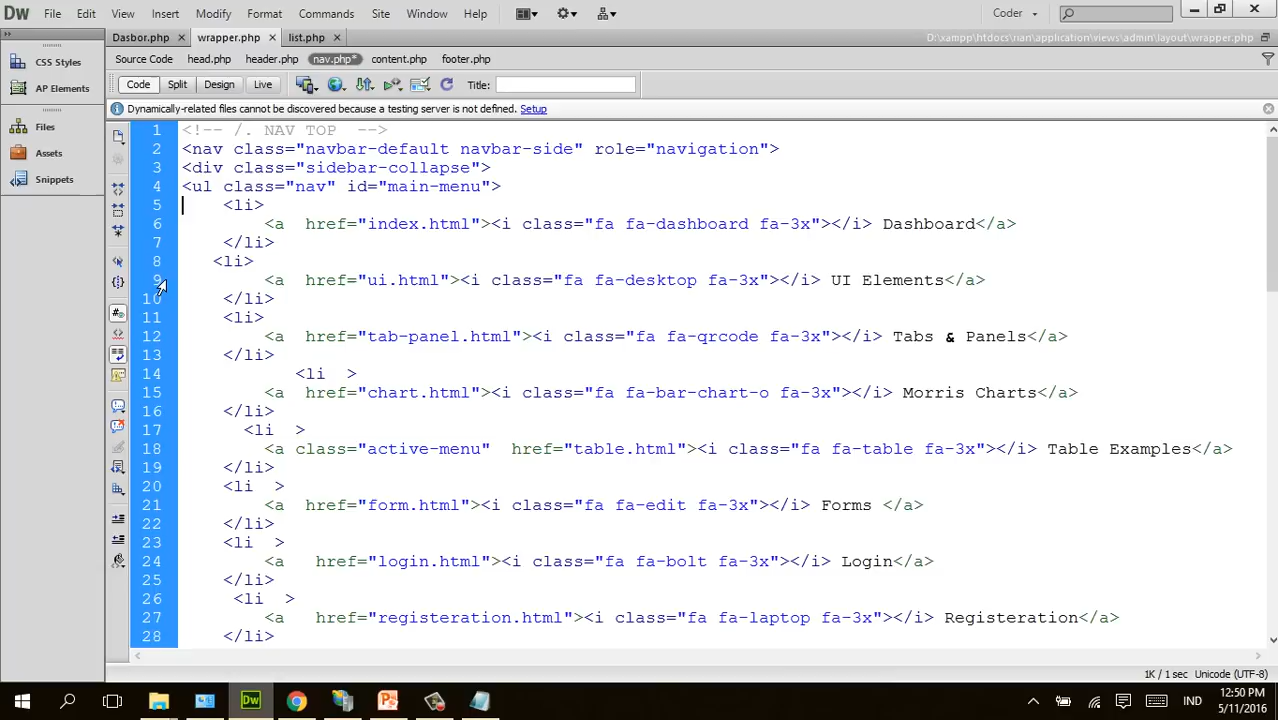 Dw File Edit View Insert Modify Format Commands Site Window Help Coder
Dasbor.php wrapper.php list.php D:\xampp\htdocs\nari\application\views\admin\layout\wrapper.php
Source Code head.php header.php nav.php* content.php footer.php
Code Split Design Live Title:
Dynamically-related files cannot be discovered because a testing server is not defined. Setup
CSS Styles
AP Elements
Files
Assets
Snippets
1 <!-- /. NAV TOP  -->
2 <nav class="navbar-default navbar-side" role="navigation">
3 <div class="sidebar-collapse">
4 <ul class="nav" id="main-menu">
5     <li>
6         <a  href="index.html"><i class="fa fa-dashboard fa-3x"></i> Dashboard</a>
7     </li>
8    <li>
9         <a  href="ui.html"><i class="fa fa-desktop fa-3x"></i> UI Elements</a>
10     </li>
11     <li>
12         <a  href="tab-panel.html"><i class="fa fa-qrcode fa-3x"></i> Tabs & Panels</a>
13     </li>
14            <li  >
15         <a  href="chart.html"><i class="fa fa-bar-chart-o fa-3x"></i> Morris Charts</a>
16     </li>
17       <li  >
18         <a class="active-menu"  href="table.html"><i class="fa fa-table fa-3x"></i> Table Examples</a>
19     </li>
20     <li  >
21         <a  href="form.html"><i class="fa fa-edit fa-3x"></i> Forms </a>
22     </li>
23     <li  >
24         <a   href="login.html"><i class="fa fa-bolt fa-3x"></i> Login</a>
25     </li>
26      <li  >
27         <a   href="registeration.html"><i class="fa fa-laptop fa-3x"></i> Registeration</a>
28     </li>
1K / 1 sec Unicode (UTF-8)
IND
12:50 PM
5/11/2016